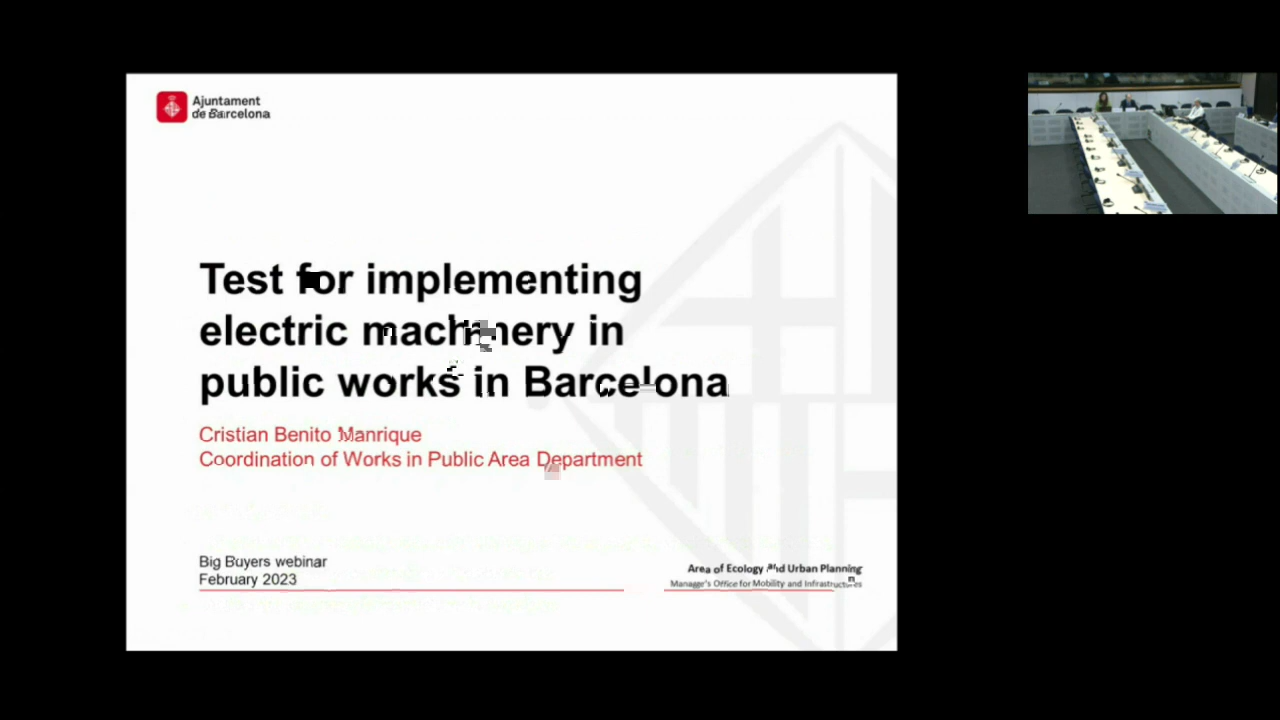 Ajuntament
de Barcelona
Test for implementing
electric machinery in
public works in Barcelona
Cristian Benito Manrique
Coordination of Works in Public Area Department
Big Buyers webinar
February 2023
Area of Ecology and Urban Planning
Manager's Office for Mobility and Infrastructures